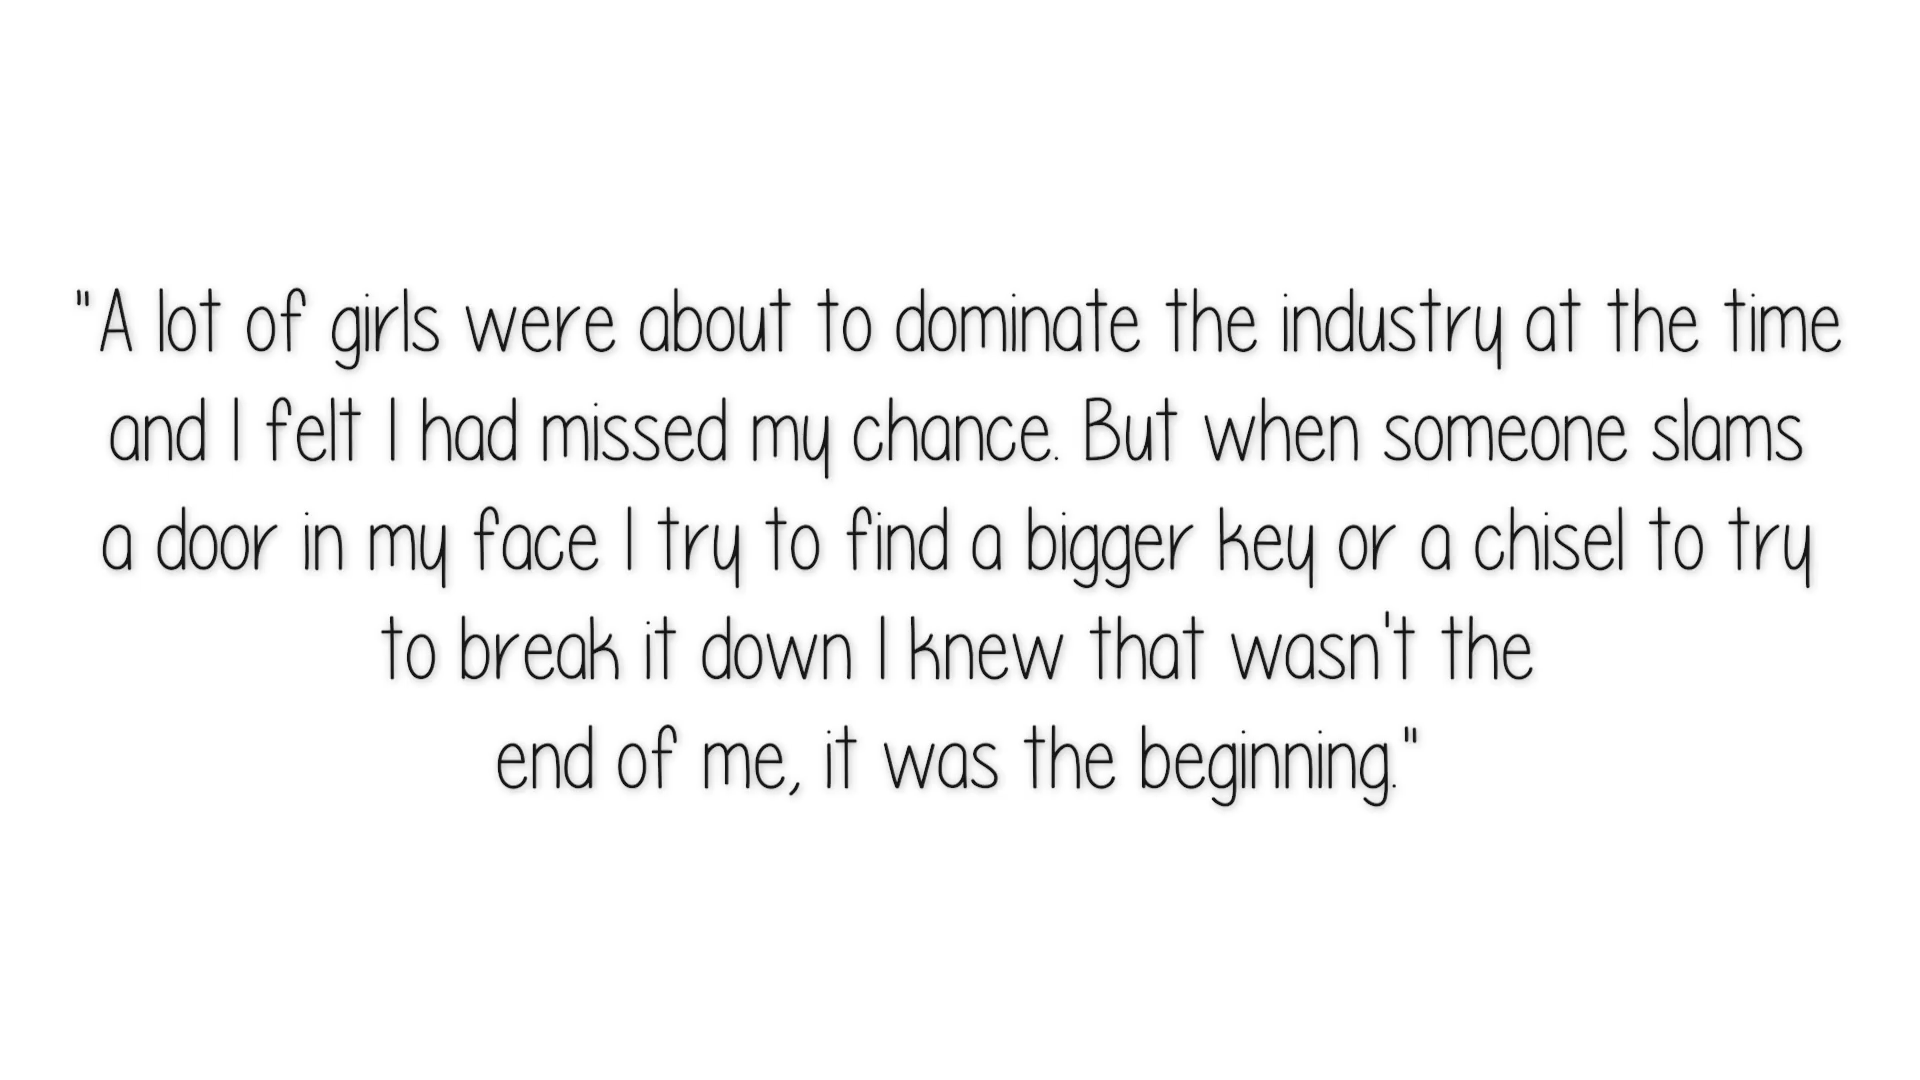 "A lot of girls were about to dominate the industry at the time
and I felt I had missed my chance. But when someone slams
a door in my face I try to find a bigger key or a chisel to try
to break it down I knew that wasn't the
end of me, it was the beginning."